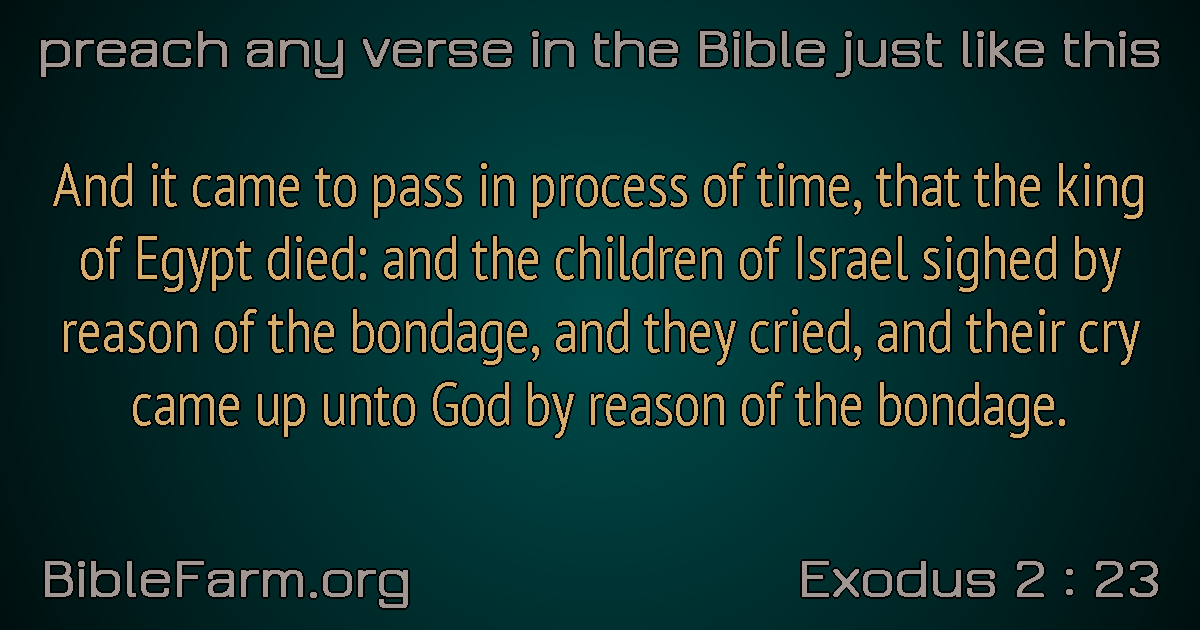 preach any verse in the Bible just like this
And it came to pass in process of time, that the king
of Egypt died: and the children of Israel sighed by
reason of the bondage, and they cried, and their cry
came up unto God by reason of the bondage.
BibleFarm.org
Exodus 2 : 23